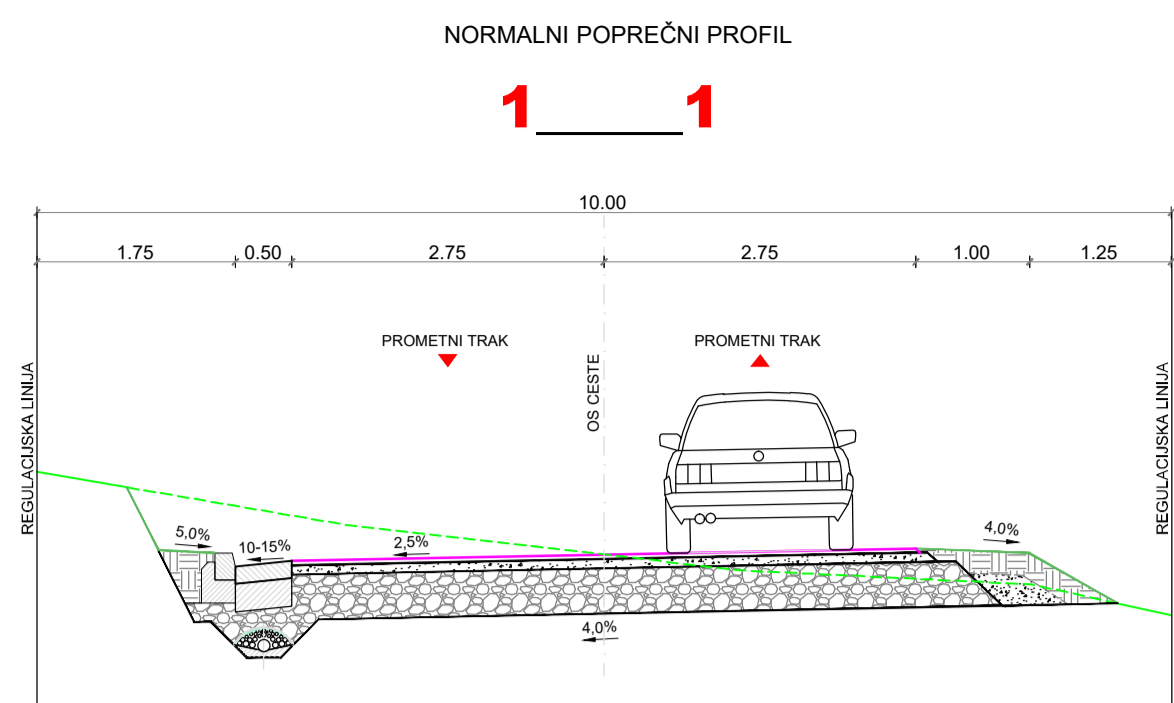 NORMALNI POPREČNI PROFIL
1 1
10.00
1.75 0.50 2.75 2.75 1.00 1.25
PROMETNI TRAK PROMETNI TRAK
REGULACIJSKA LINIJA
OS CESTE
REGULACIJSKA LINIJA
5,0%
10-15%
2,5%
4,0%
4,0%